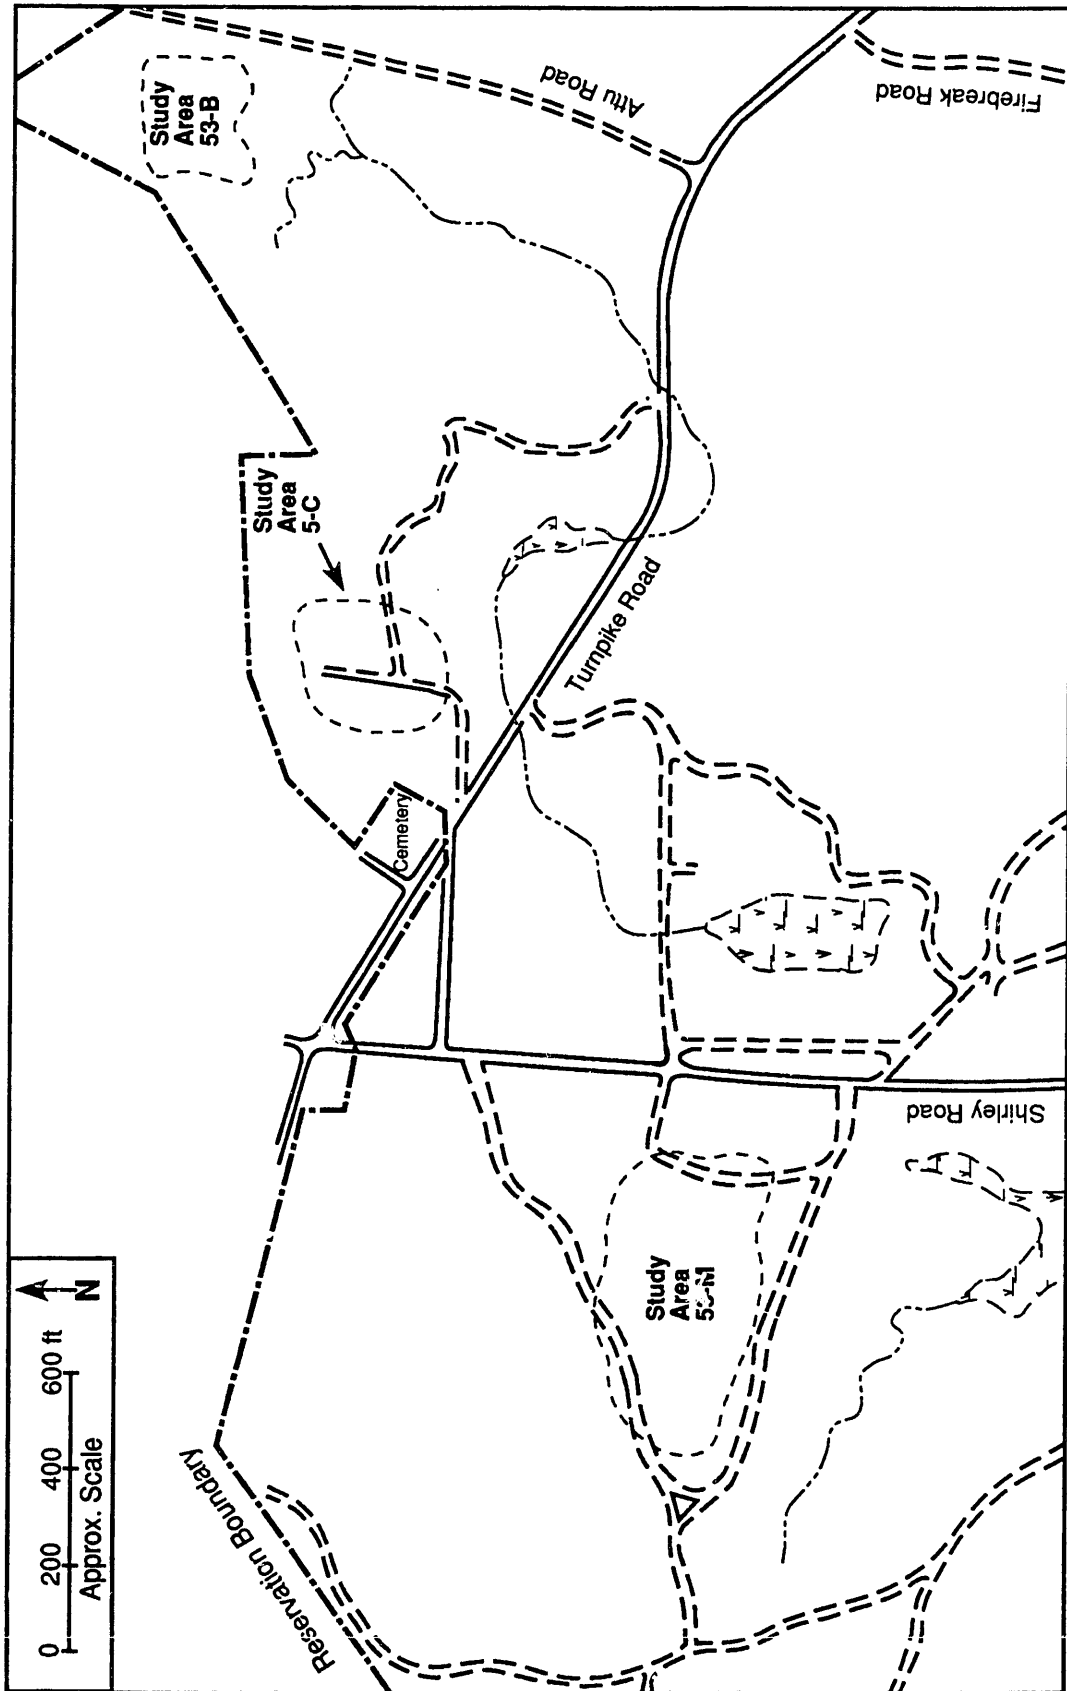 Study
Area
53-B
Attu Road
Firebreak Road
Study
Area
5-C
Turnpike Road
Cemetery
Shirley Road
Study
Area
Reservation Boundary
N
0 200 400 600 ft
Approx. Scale